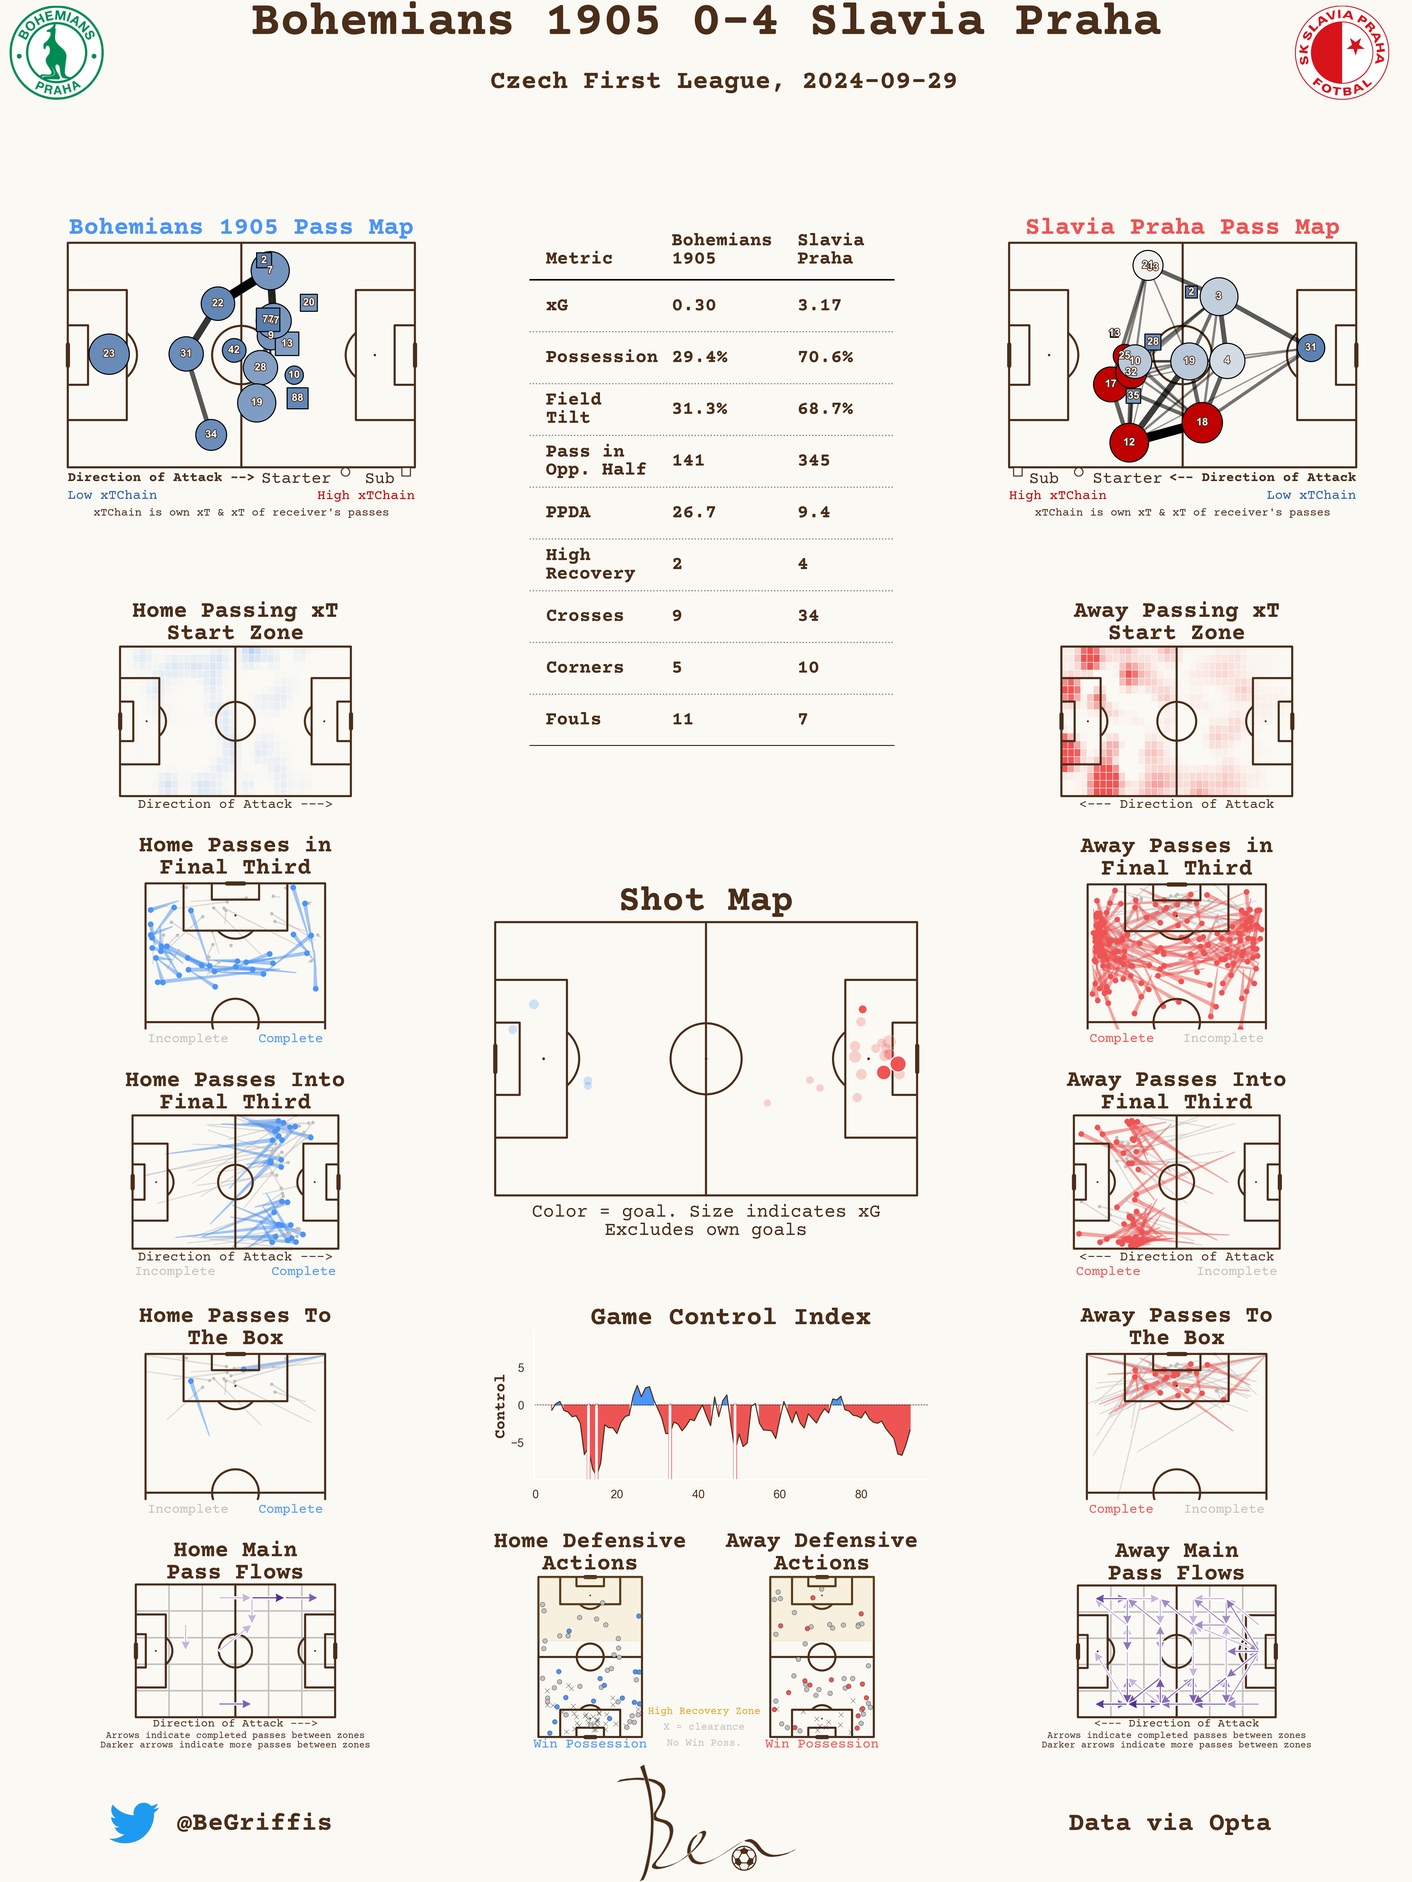 Bohemians 1905 0-4 Slavia Praha
Czech First League, 2024-09-29
BOHEMIANS
PRAHA
SK SLAVIA PRAHA
FOTBAL
Bohemians 1905 Pass Map
2
7
22
20
77
9
13
23
31
42
28
10
88
19
34
Direction of Attack --> Starter Sub
Low xTChain High xTChain
xTChain is own xT & xT of receiver's passes
Metric Bohemians 1905 Slavia Praha
xG 0.30 3.17
Possession 29.4% 70.6%
Field Tilt 31.3% 68.7%
Pass in Opp. Half 141 345
PPDA 26.7 9.4
High Recovery 2 4
Crosses 9 34
Corners 5 10
Fouls 11 7
Slavia Praha Pass Map
2
3
13
28
31
25
10
19
4
32
17
35
18
12
Sub Starter <-- Direction of Attack
High xTChain Low xTChain
xTChain is own xT & xT of receiver's passes
Home Passing xT
Start Zone
Direction of Attack --->
Away Passing xT
Start Zone
<--- Direction of Attack
Home Passes in
Final Third
Incomplete Complete
Shot Map
Color = goal. Size indicates xG
Excludes own goals
Away Passes in
Final Third
Complete Incomplete
Home Passes Into
Final Third
Direction of Attack --->
Incomplete Complete
Away Passes Into
Final Third
<--- Direction of Attack
Complete Incomplete
Home Passes To
The Box
Incomplete Complete
Game Control Index
Control
5
0
−5
0 20 40 60 80
Away Passes To
The Box
Complete Incomplete
Home Main
Pass Flows
Direction of Attack --->
Arrows indicate completed passes between zones
Darker arrows indicate more passes between zones
Home Defensive
Actions
Win Possession
High Recovery Zone
X = clearance
No Win Poss.
Away Defensive
Actions
Win Possession
Away Main
Pass Flows
<--- Direction of Attack
Arrows indicate completed passes between zones
Darker arrows indicate more passes between zones
@BeGriffis
Ben
Data via Opta